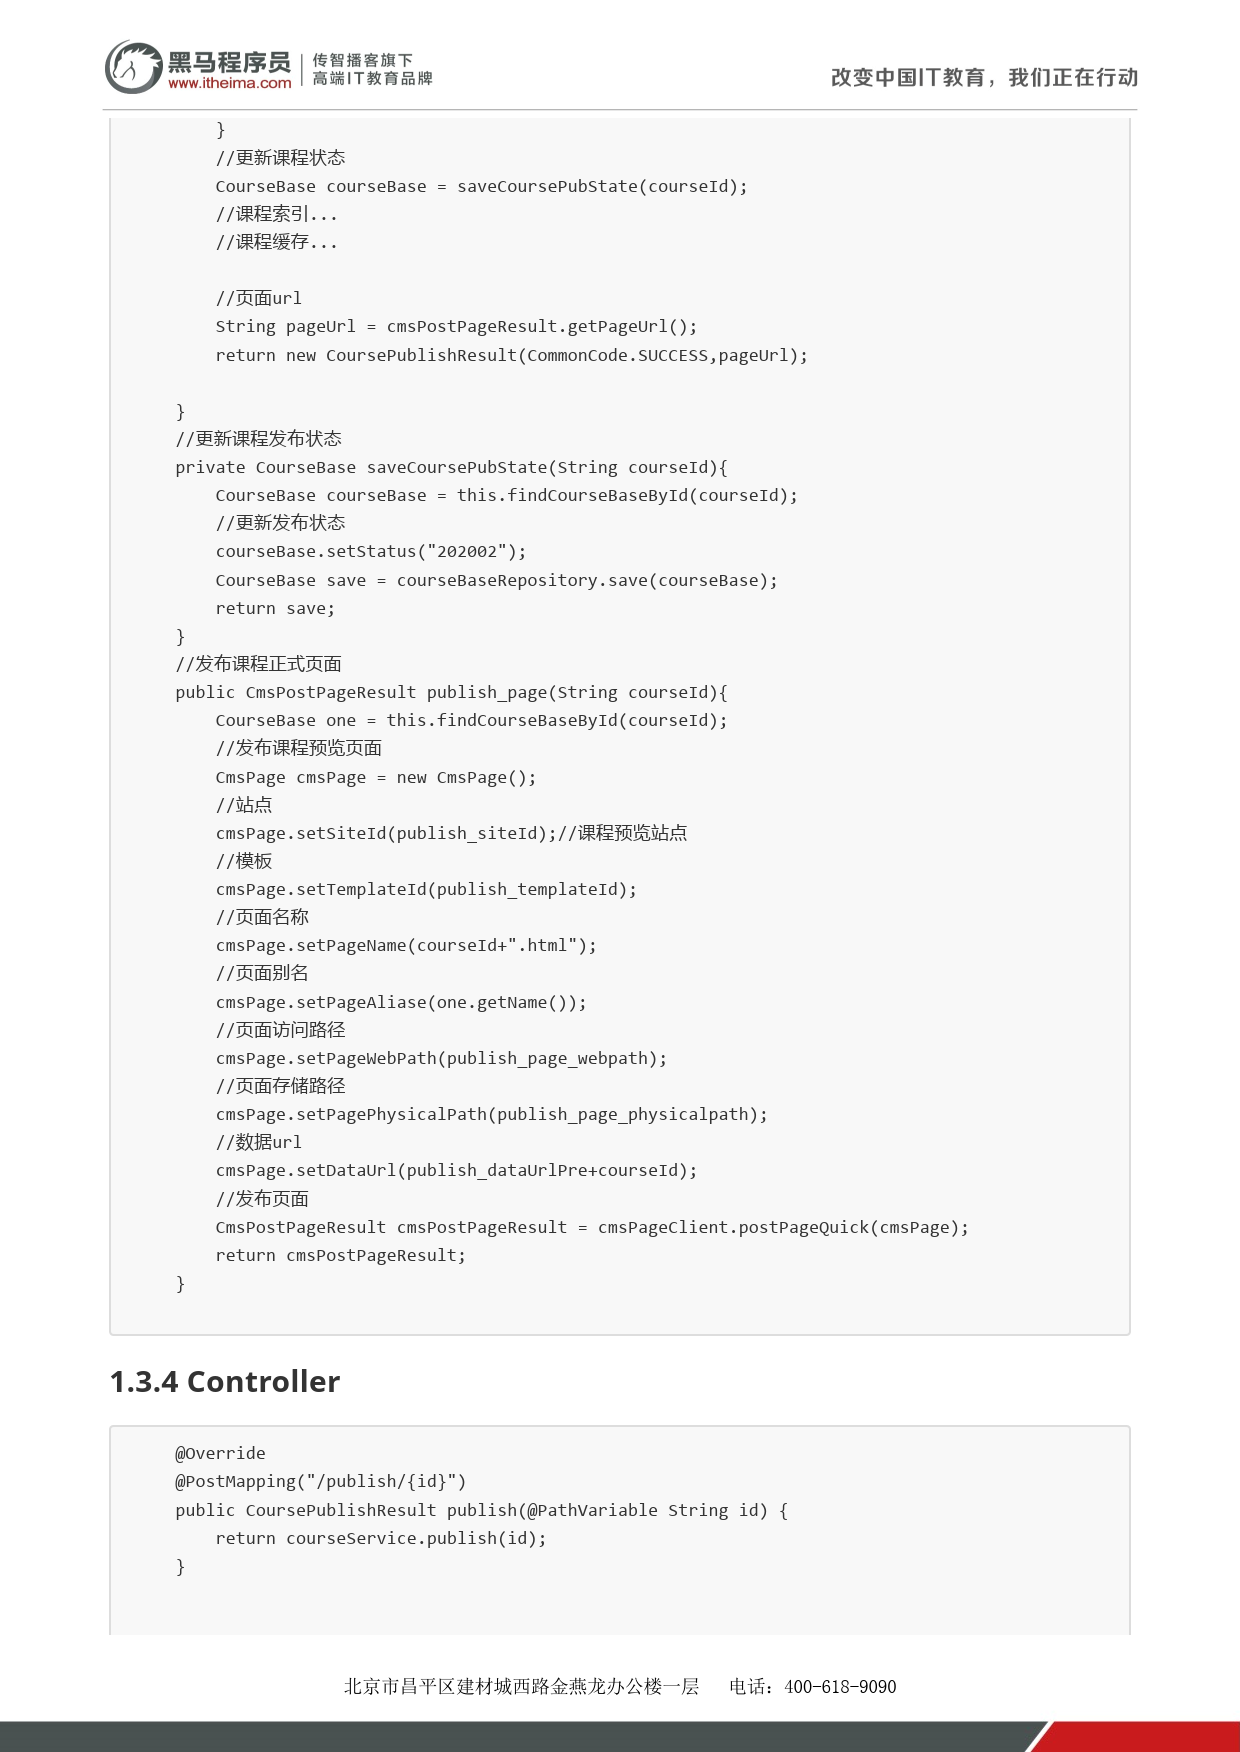 黑马程序员
www.itheima.com
传智播客旗下
高端IT教育品牌
改变中国IT教育，我们正在行动
}
//更新课程状态
CourseBase courseBase = saveCoursePubState(courseId);
//课程索引...
//课程缓存...
//页面url
String pageUrl = cmsPostPageResult.getPageUrl();
return new CoursePublishResult(CommonCode.SUCCESS,pageUrl);
}
//更新课程发布状态
private CourseBase saveCoursePubState(String courseId){
CourseBase courseBase = this.findCourseBaseById(courseId);
//更新发布状态
courseBase.setStatus("202002");
CourseBase save = courseBaseRepository.save(courseBase);
return save;
}
//发布课程正式页面
public CmsPostPageResult publish_page(String courseId){
CourseBase one = this.findCourseBaseById(courseId);
//发布课程预览页面
CmsPage cmsPage = new CmsPage();
//站点
cmsPage.setSiteId(publish_siteId);//课程预览站点
//模板
cmsPage.setTemplateId(publish_templateId);
//页面名称
cmsPage.setPageName(courseId+".html");
//页面别名
cmsPage.setPageAliase(one.getName());
//页面访问路径
cmsPage.setPageWebPath(publish_page_webpath);
//页面存储路径
cmsPage.setPagePhysicalPath(publish_page_physicalpath);
//数据url
cmsPage.setDataUrl(publish_dataUrlPre+courseId);
//发布页面
CmsPostPageResult cmsPostPageResult = cmsPageClient.postPageQuick(cmsPage);
return cmsPostPageResult;
}
1.3.4 Controller
@Override
@PostMapping("/publish/{id}")
public CoursePublishResult publish(@PathVariable String id) {
return courseService.publish(id);
}
北京市昌平区建材城西路金燕龙办公楼一层 电话：400-618-9090